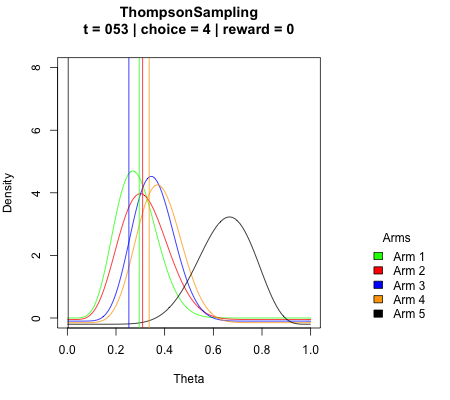 ThompsonSampling
t = 053 | choice = 4 | reward = 0
8
6
4
2
0
Density
0.0 0.2 0.4 0.6 0.8 1.0
Theta
Arms
Arm 1
Arm 2
Arm 3
Arm 4
Arm 5